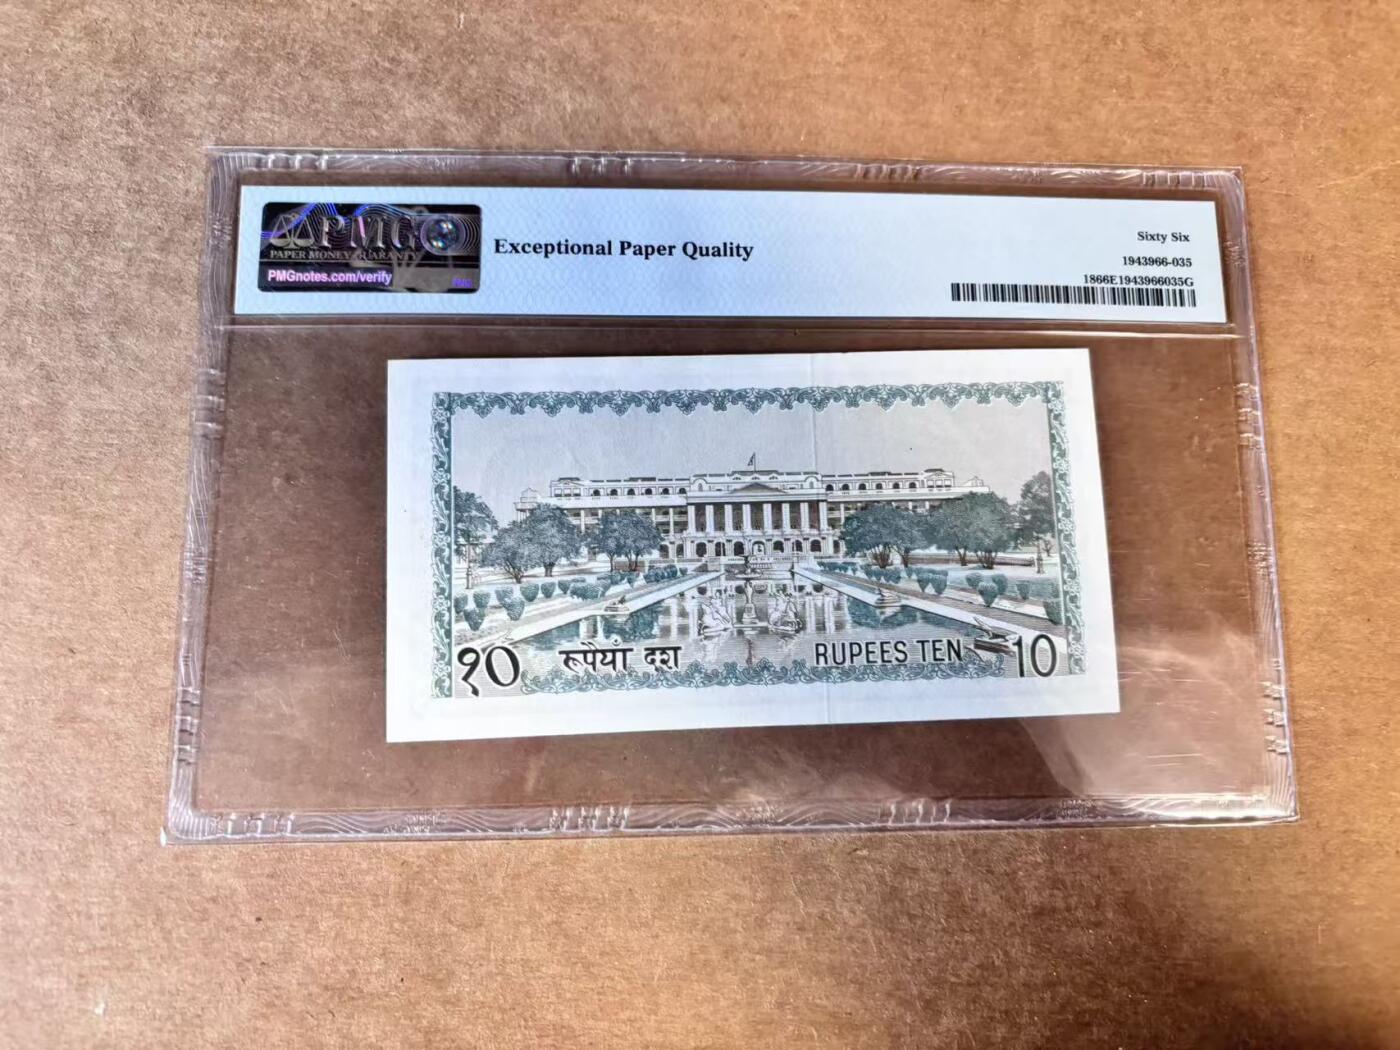 PMG
PAPER MONEY GUARANTY
PMGnotes.com/verify
Exceptional Paper Quality
Sixty Six
1943966-035
1866E1943966035G
१० रूपैयाँ दश RUPEES TEN 10